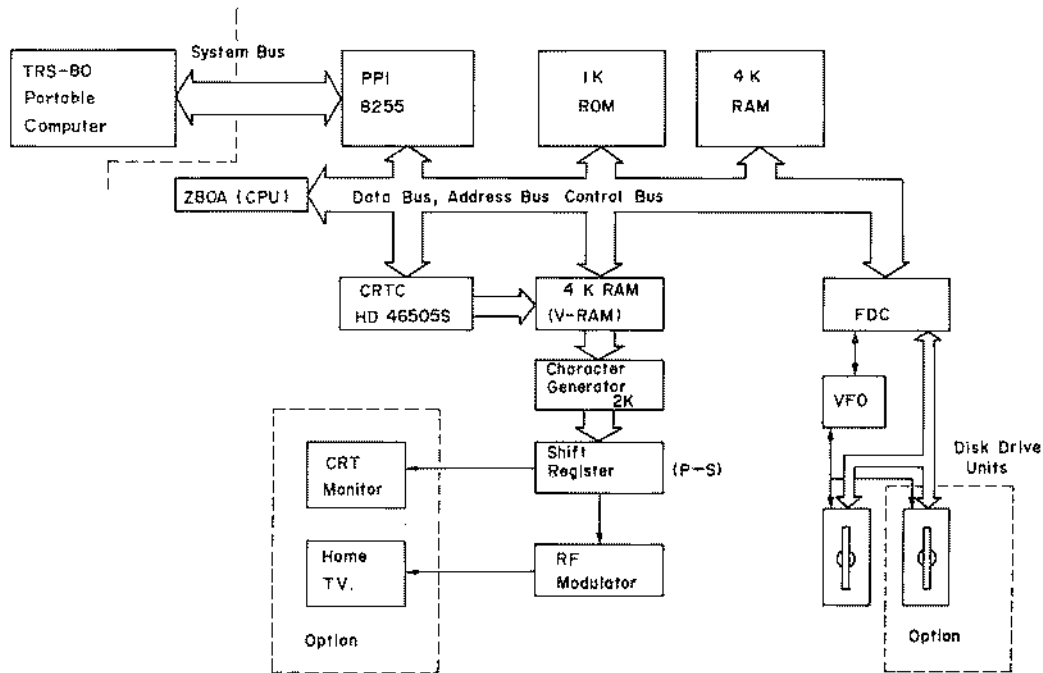 System Bus
TRS-80
Portable
Computer
PPI
8255
1K
ROM
4K
RAM
Z80A (CPU)
Data Bus, Address Bus Control Bus
CRTC
HD 46505S
4 K RAM
(V-RAM)
FDC
Character
Generator
2K
VFO
CRT
Monitor
Shift
Register
(P-S)
Disk Drive
Units
Home
TV.
RF
Modulator
Option
Option